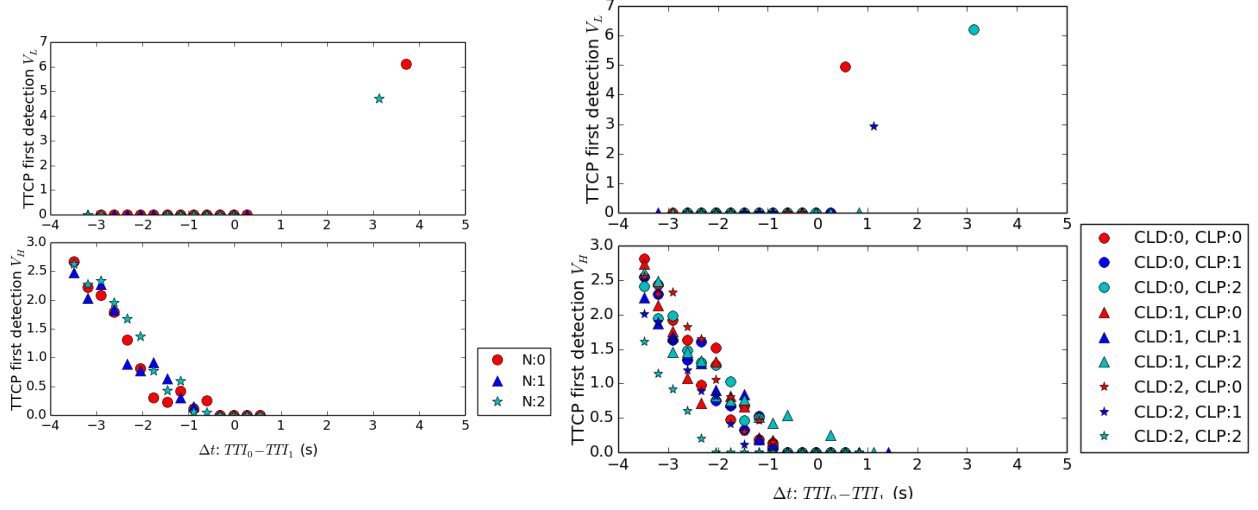 TTCP first detection V_L
7
6
5
4
3
2
1
0
−4 −3 −2 −1 0 1 2 3 4 5
TTCP first detection V_H
3.0
2.5
2.0
1.5
1.0
0.5
0.0
−4 −3 −2 −1 0 1 2 3 4 5
Δt: TTI_0−TTI_1 (s)
N:0
N:1
N:2
TTCP first detection V_L
7
6
5
4
3
2
1
0
−4 −3 −2 −1 0 1 2 3 4 5
TTCP first detection V_H
3.0
2.5
2.0
1.5
1.0
0.5
0.0
−4 −3 −2 −1 0 1 2 3 4 5
Δt: TTI_0−TTI_1 (s)
CLD:0, CLP:0
CLD:0, CLP:1
CLD:0, CLP:2
CLD:1, CLP:0
CLD:1, CLP:1
CLD:1, CLP:2
CLD:2, CLP:0
CLD:2, CLP:1
CLD:2, CLP:2